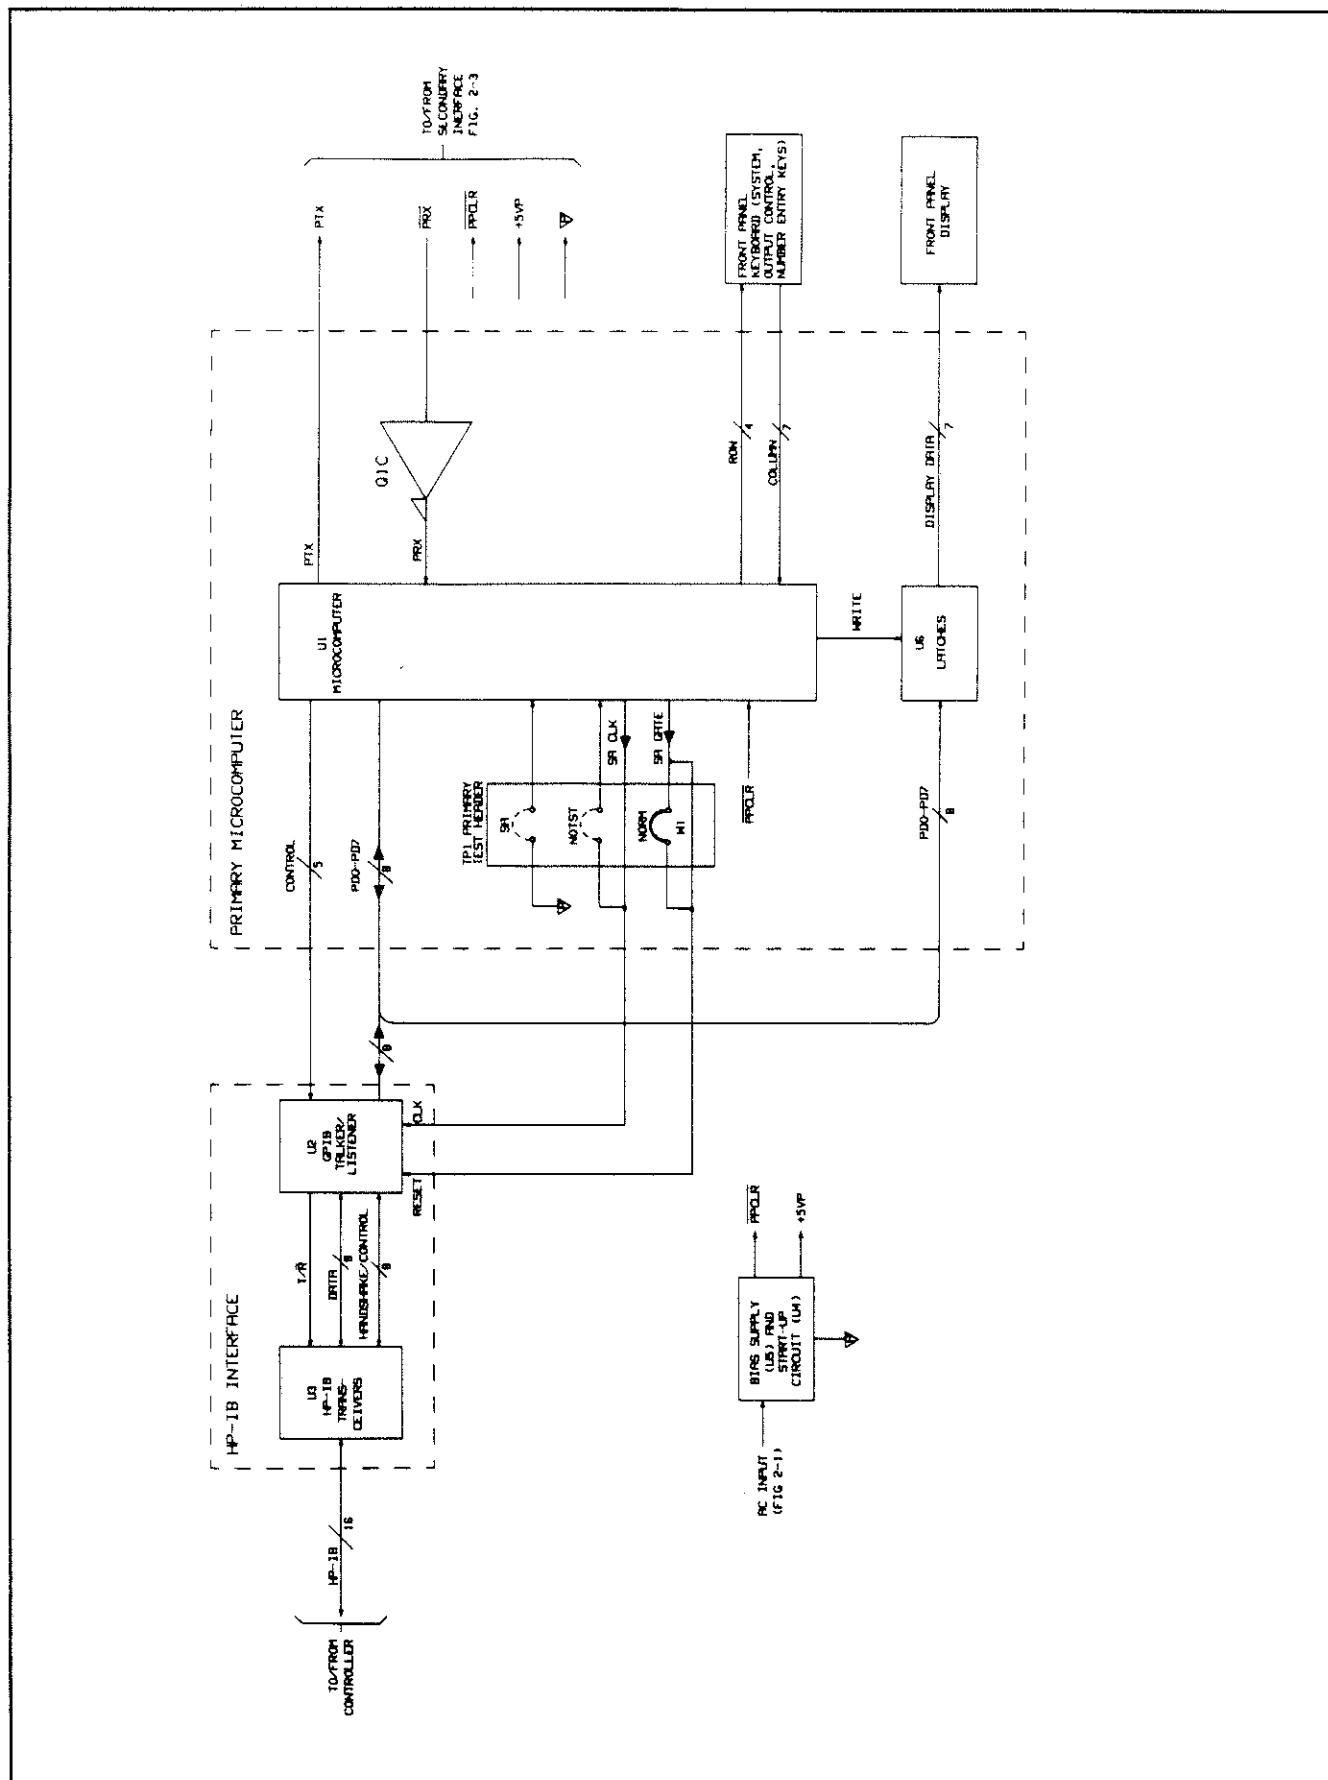 HP-IB INTERFACE
PRIMARY MICROCOMPUTER
TO/FROM
CONTROLLER
HP-IB
16
U3
HP-IB
TRANS-
CEIVERS
T/R
DATA
8
HANDSHAKE/CONTROL
8
U2
GPIB
TALKER/
LISTENER
RESET
CLK
8
CONTROL
5
PD0-PD7
8
TP1 PRIMARY
TEST HEADER
SA
NOTST
NORM
W1
SA CLK
SA GATE
PPCLR
U1
MICROCOMPUTER
PTX
PRX
Q1C
PTX
PRX
PPCLR
+5VP
P
TO/FROM
SECONDARY
INERFACE
FIG. 2-3
ROW
4
COLUMN
7
FRONT PANEL
KEYBOARD (SYSTEM,
OUTPUT CONTROL,
NUMBER ENTRY KEYS)
WRITE
PD0-PD7
8
U6
LATCHES
DISPLAY DATA
7
FRONT PANEL
DISPLAY
AC INPUT
(FIG 2-1)
BIAS SUPPLY
(U5) AND
START-UP
CIRCUIT (U4)
PPCLR
+5VP
P